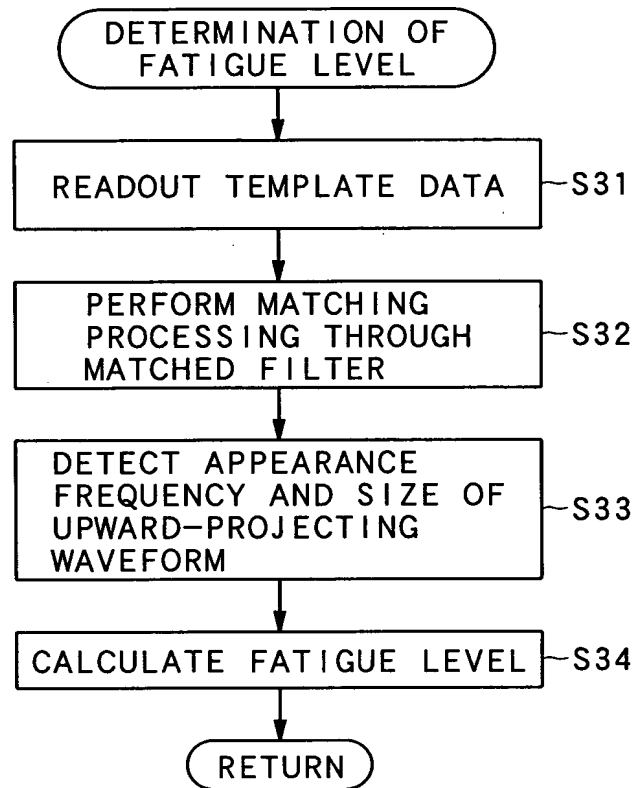 DETERMINATION OF
FATIGUE LEVEL
READOUT TEMPLATE DATA
S31
PERFORM MATCHING
PROCESSING THROUGH
MATCHED FILTER
S32
DETECT APPEARANCE
FREQUENCY AND SIZE OF
UPWARD-PROJECTING
WAVEFORM
S33
CALCULATE FATIGUE LEVEL
S34
RETURN